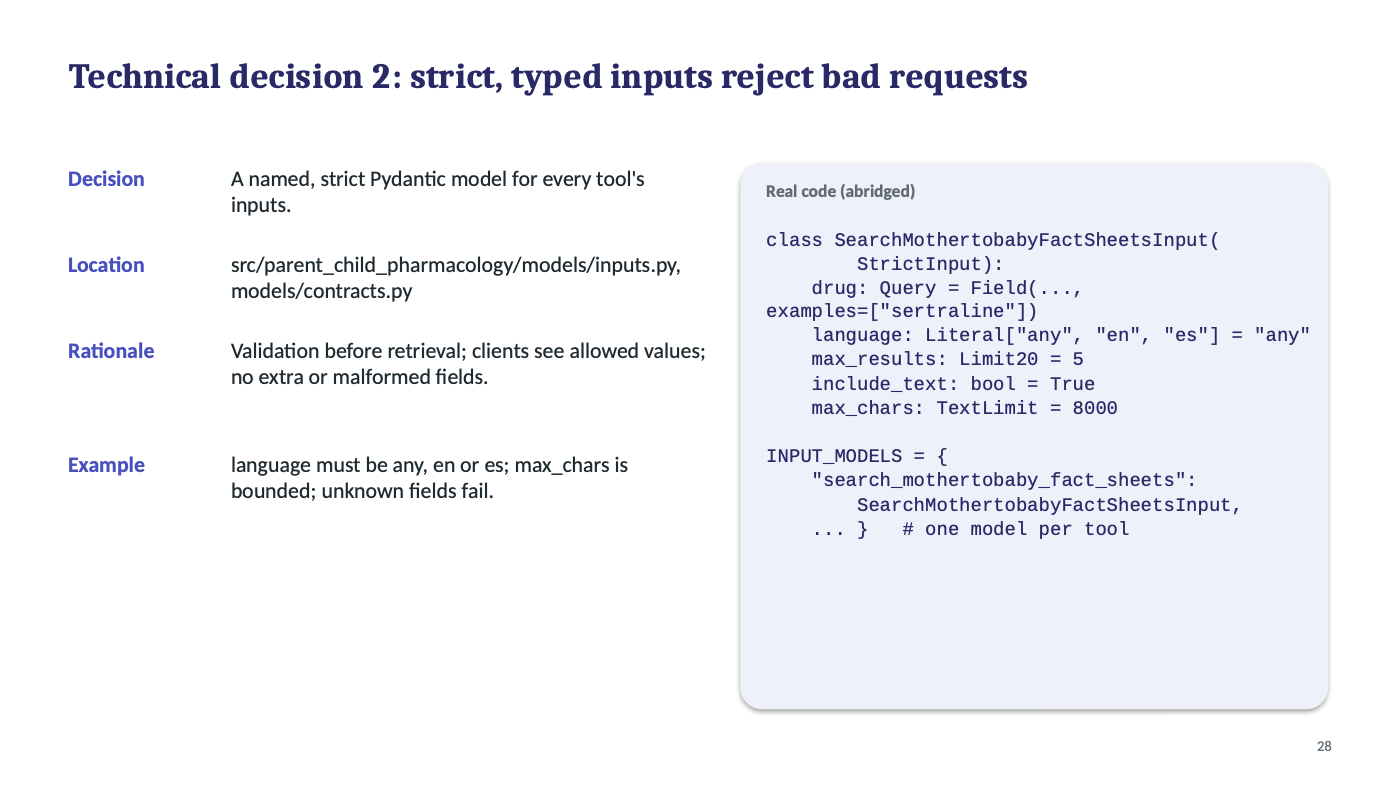 Technical decision 2: strict, typed inputs reject bad requests
Decision
A named, strict Pydantic model for every tool's
inputs.
Location
src/parent_child_pharmacology/models/inputs.py,
models/contracts.py
Rationale
Validation before retrieval; clients see allowed values;
no extra or malformed fields.
Example
language must be any, en or es; max_chars is
bounded; unknown fields fail.
Real code (abridged)
class SearchMothertobabyFactSheetsInput(
        StrictInput):
    drug: Query = Field(...,
examples=["sertraline"])
    language: Literal["any", "en", "es"] = "any"
    max_results: Limit20 = 5
    include_text: bool = True
    max_chars: TextLimit = 8000
INPUT_MODELS = {
    "search_mothertobaby_fact_sheets":
        SearchMothertobabyFactSheetsInput,
    ... }   # one model per tool
28